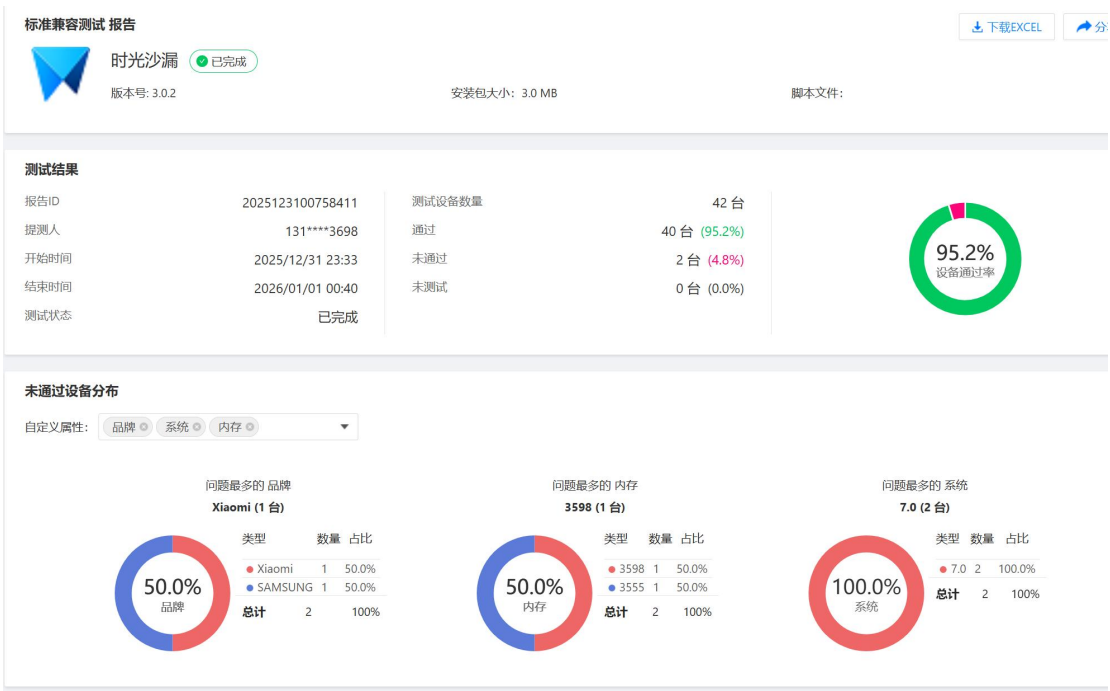 标准兼容测试 报告
下载EXCEL
时光沙漏
已完成
版本号: 3.0.2
安装包大小: 3.0 MB
脚本文件:
测试结果
报告ID 2025123100758411
提测人 131****3698
开始时间 2025/12/31 23:33
结束时间 2026/01/01 00:40
测试状态 已完成
测试设备数量 42 台
通过 40 台 (95.2%)
未通过 2 台 (4.8%)
未测试 0 台 (0.0%)
95.2%
设备通过率
未通过设备分布
自定义属性: 品牌 系统 内存
问题最多的 品牌
Xiaomi (1 台)
50.0%
品牌
类型 数量 占比
Xiaomi 1 50.0%
SAMSUNG 1 50.0%
总计 2 100%
问题最多的 内存
3598 (1 台)
50.0%
内存
类型 数量 占比
3598 1 50.0%
3555 1 50.0%
总计 2 100%
问题最多的 系统
7.0 (2 台)
100.0%
系统
类型 数量 占比
7.0 2 100.0%
总计 2 100%